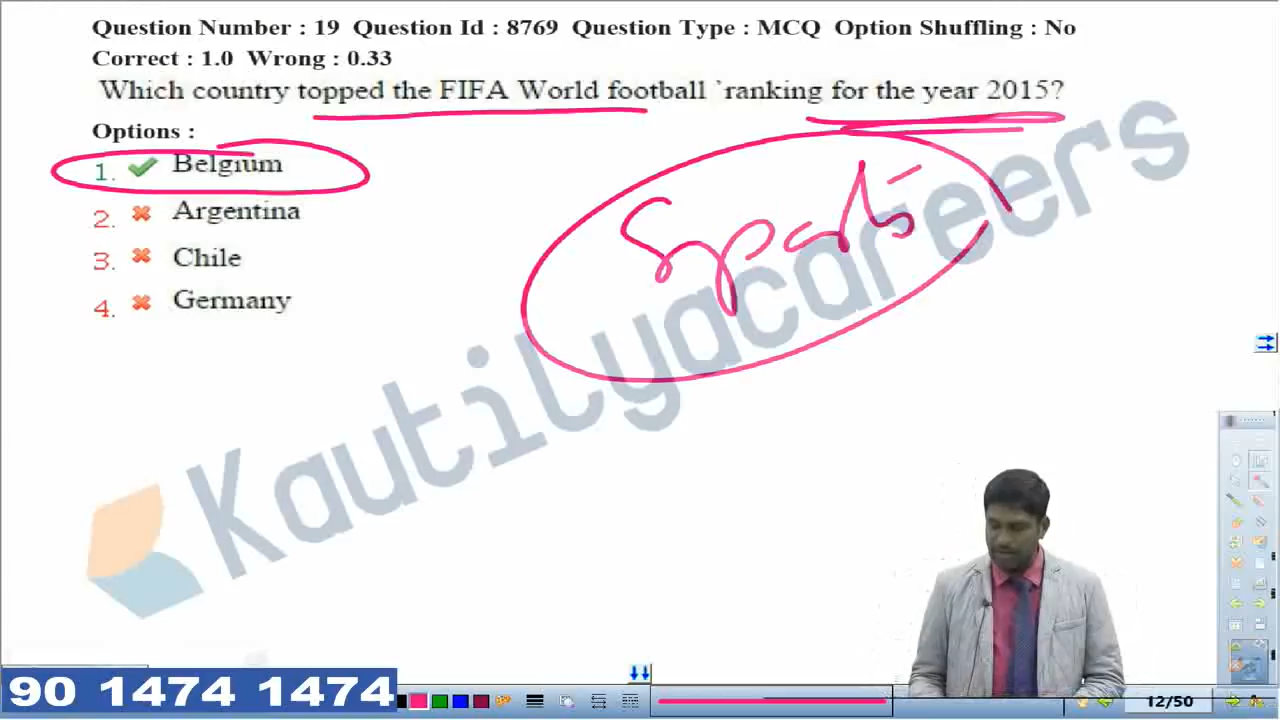 Question Number : 19 Question Id : 8769 Question Type : MCQ Option Shuffling : No
Correct : 1.0 Wrong : 0.33
Which country topped the FIFA World football `ranking for the year 2015?
Options :
1. Belgium
2. Argentina
3. Chile
4. Germany
Sports
Kautilyacareers
90 1474 1474
12/50